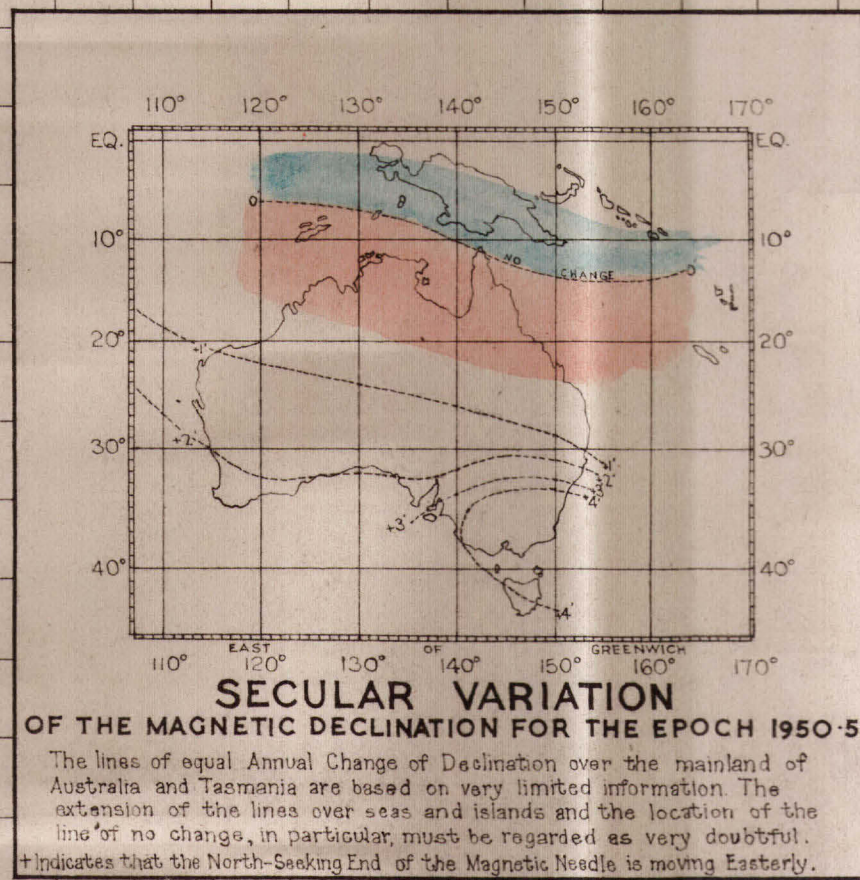 110° 120° 130° 140° 150° 160° 170°
EQ. EQ.
0
10° 10°
NO CHANGE 0
20° 20°
+1'
30° 30°
+2' 1'
2'
3'
4'
+3'
40° 40°
4'
EAST OF GREENWICH
110° 120° 130° 140° 150° 160° 170°
SECULAR VARIATION
OF THE MAGNETIC DECLINATION FOR THE EPOCH 1950·5
The lines of equal Annual Change of Declination over the mainland of
Australia and Tasmania are based on very limited information. The
extension of the lines over seas and islands and the location of the
line of no change, in particular, must be regarded as very doubtful.
+Indicates that the North-Seeking End of the Magnetic Needle is moving Easterly.